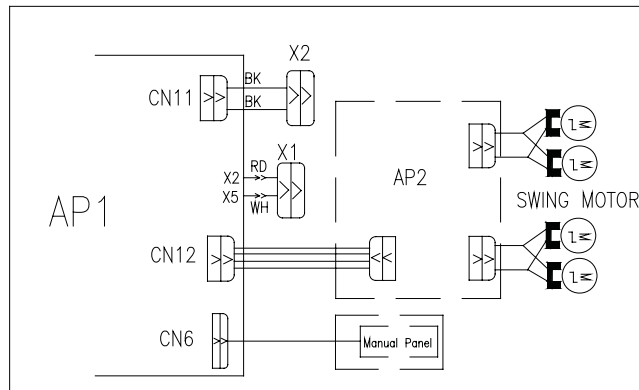 X2
BK
CN11
BK
RD
X1
X2
X5
WH
AP2
AP1
SWING MOTOR
CN12
CN6
Manual Panel